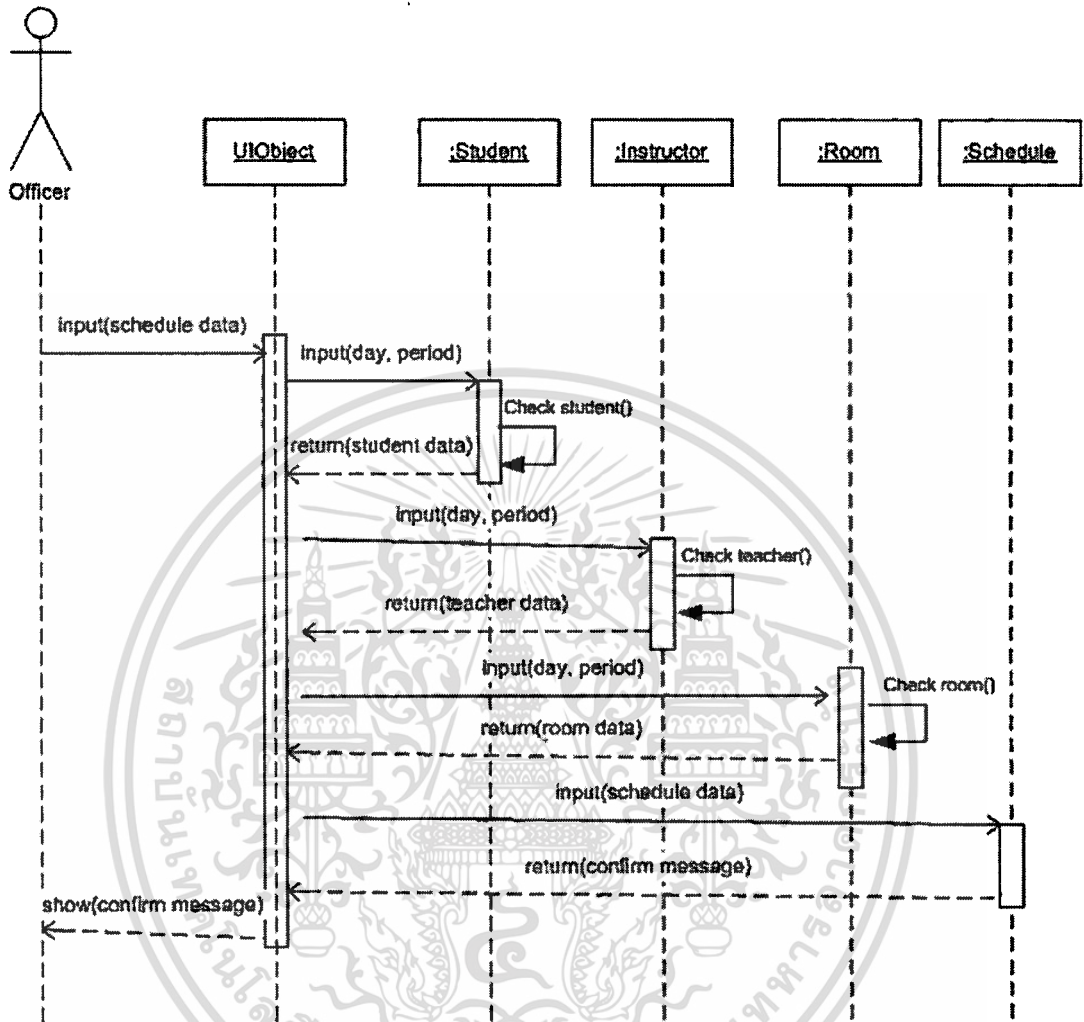 Officer
UIObject
:Student
:Instructor
:Room
:Schedule
input(schedule data)
input(day, period)
Check student()
return(student data)
input(day, period)
Check teacher()
return(teacher data)
input(day, period)
Check room()
return(room data)
input(schedule data)
return(confirm message)
show(confirm message)